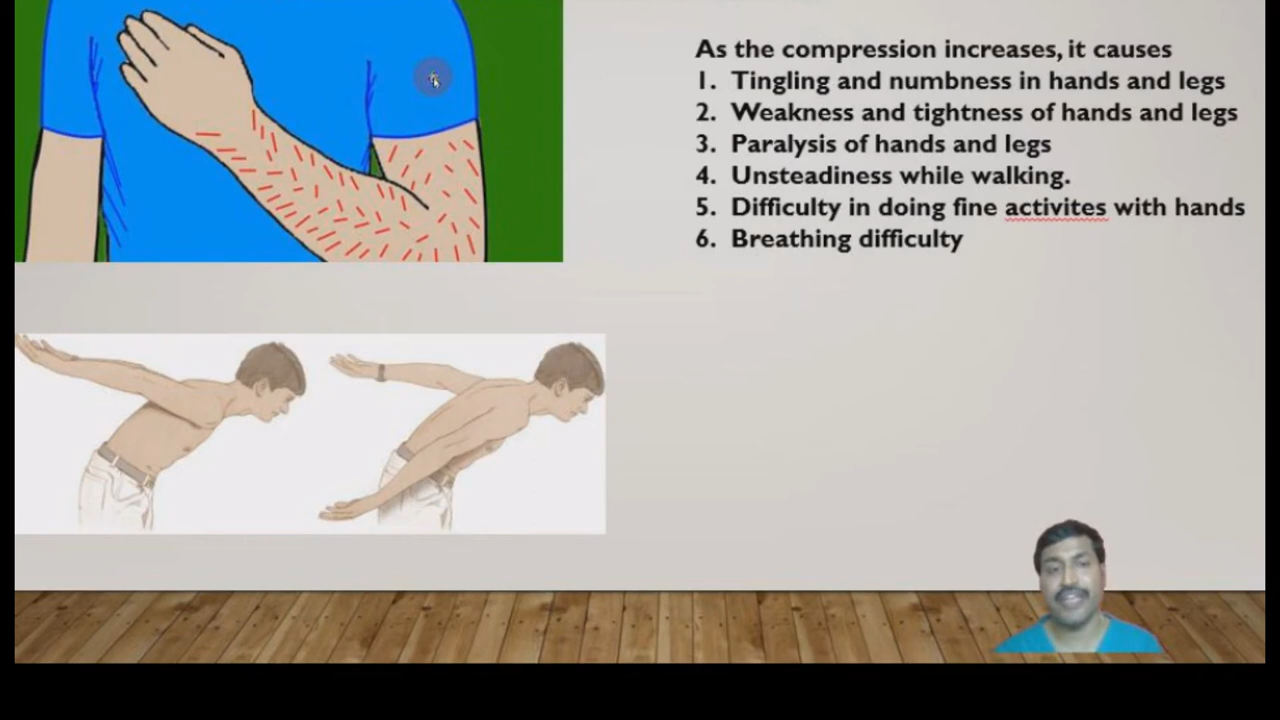 As the compression increases, it causes
1. Tingling and numbness in hands and legs
2. Weakness and tightness of hands and legs
3. Paralysis of hands and legs
4. Unsteadiness while walking.
5. Difficulty in doing fine activites with hands
6. Breathing difficulty